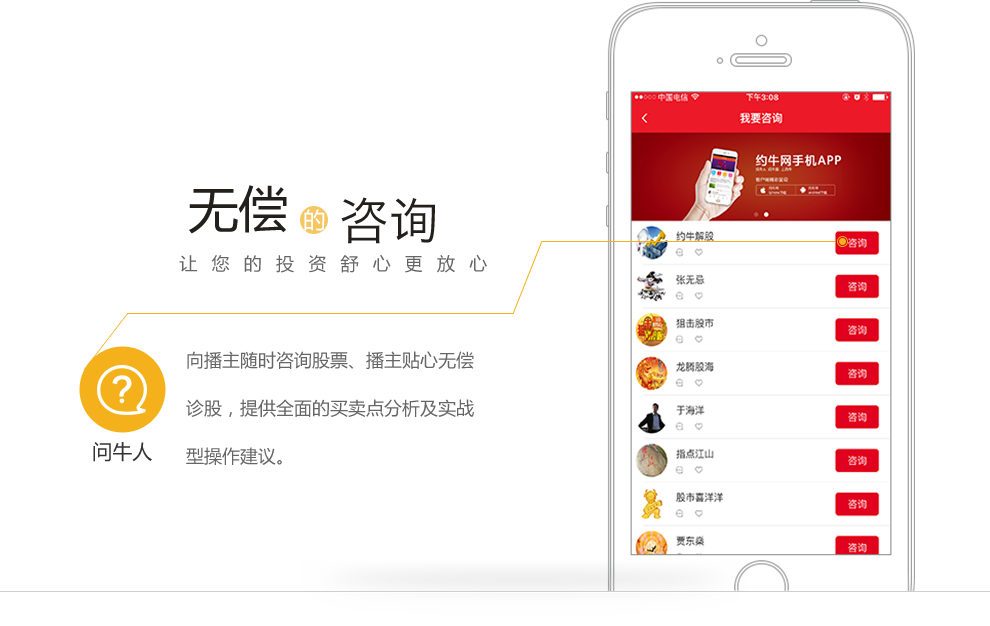 无偿的咨询
让您的投资舒心更放心
?
问牛人
向播主随时咨询股票、播主贴心无偿
诊股，提供全面的买卖点分析及实战
型操作建议。
中国电信 下午3:08
我要咨询
约牛网手机APP
约牛解股 咨询
张无忌 咨询
狙击股市 咨询
龙腾股海 咨询
于海洋 咨询
指点江山 咨询
股市喜洋洋 咨询
贾东燊 咨询